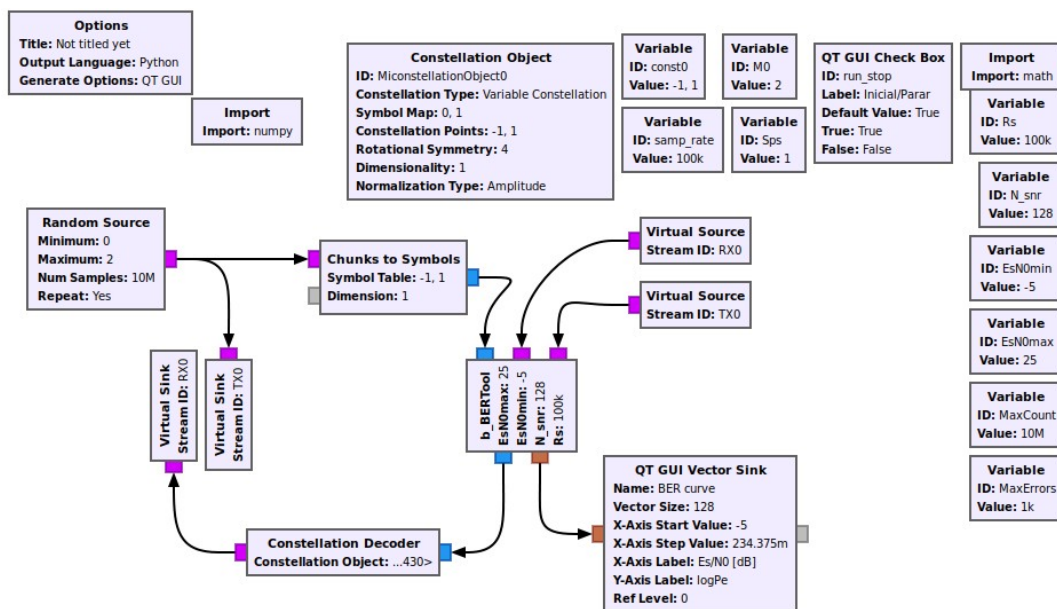 Options
Title: Not titled yet
Output Language: Python
Generate Options: QT GUI
Import
Import: numpy
Constellation Object
ID: MiconstellationObject0
Constellation Type: Variable Constellation
Symbol Map: 0, 1
Constellation Points: -1, 1
Rotational Symmetry: 4
Dimensionality: 1
Normalization Type: Amplitude
Variable
ID: const0
Value: -1, 1
Variable
ID: M0
Value: 2
Variable
ID: samp_rate
Value: 100k
Variable
ID: Sps
Value: 1
QT GUI Check Box
ID: run_stop
Label: Inicial/Parar
Default Value: True
True: True
False: False
Import
Import: math
Variable
ID: Rs
Value: 100k
Variable
ID: N_snr
Value: 128
Variable
ID: EsN0min
Value: -5
Variable
ID: EsN0max
Value: 25
Variable
ID: MaxCount
Value: 10M
Variable
ID: MaxErrors
Value: 1k
Random Source
Minimum: 0
Maximum: 2
Num Samples: 10M
Repeat: Yes
Chunks to Symbols
Symbol Table: -1, 1
Dimension: 1
Virtual Source
Stream ID: RX0
Virtual Source
Stream ID: TX0
Virtual Sink
Stream ID: RX0
Virtual Sink
Stream ID: TX0
b_BERTool
EsN0max: 25
EsN0min: -5
N_snr: 128
Rs: 100k
Constellation Decoder
Constellation Object: ...430>
QT GUI Vector Sink
Name: BER curve
Vector Size: 128
X-Axis Start Value: -5
X-Axis Step Value: 234.375m
X-Axis Label: Es/N0 [dB]
Y-Axis Label: logPe
Ref Level: 0